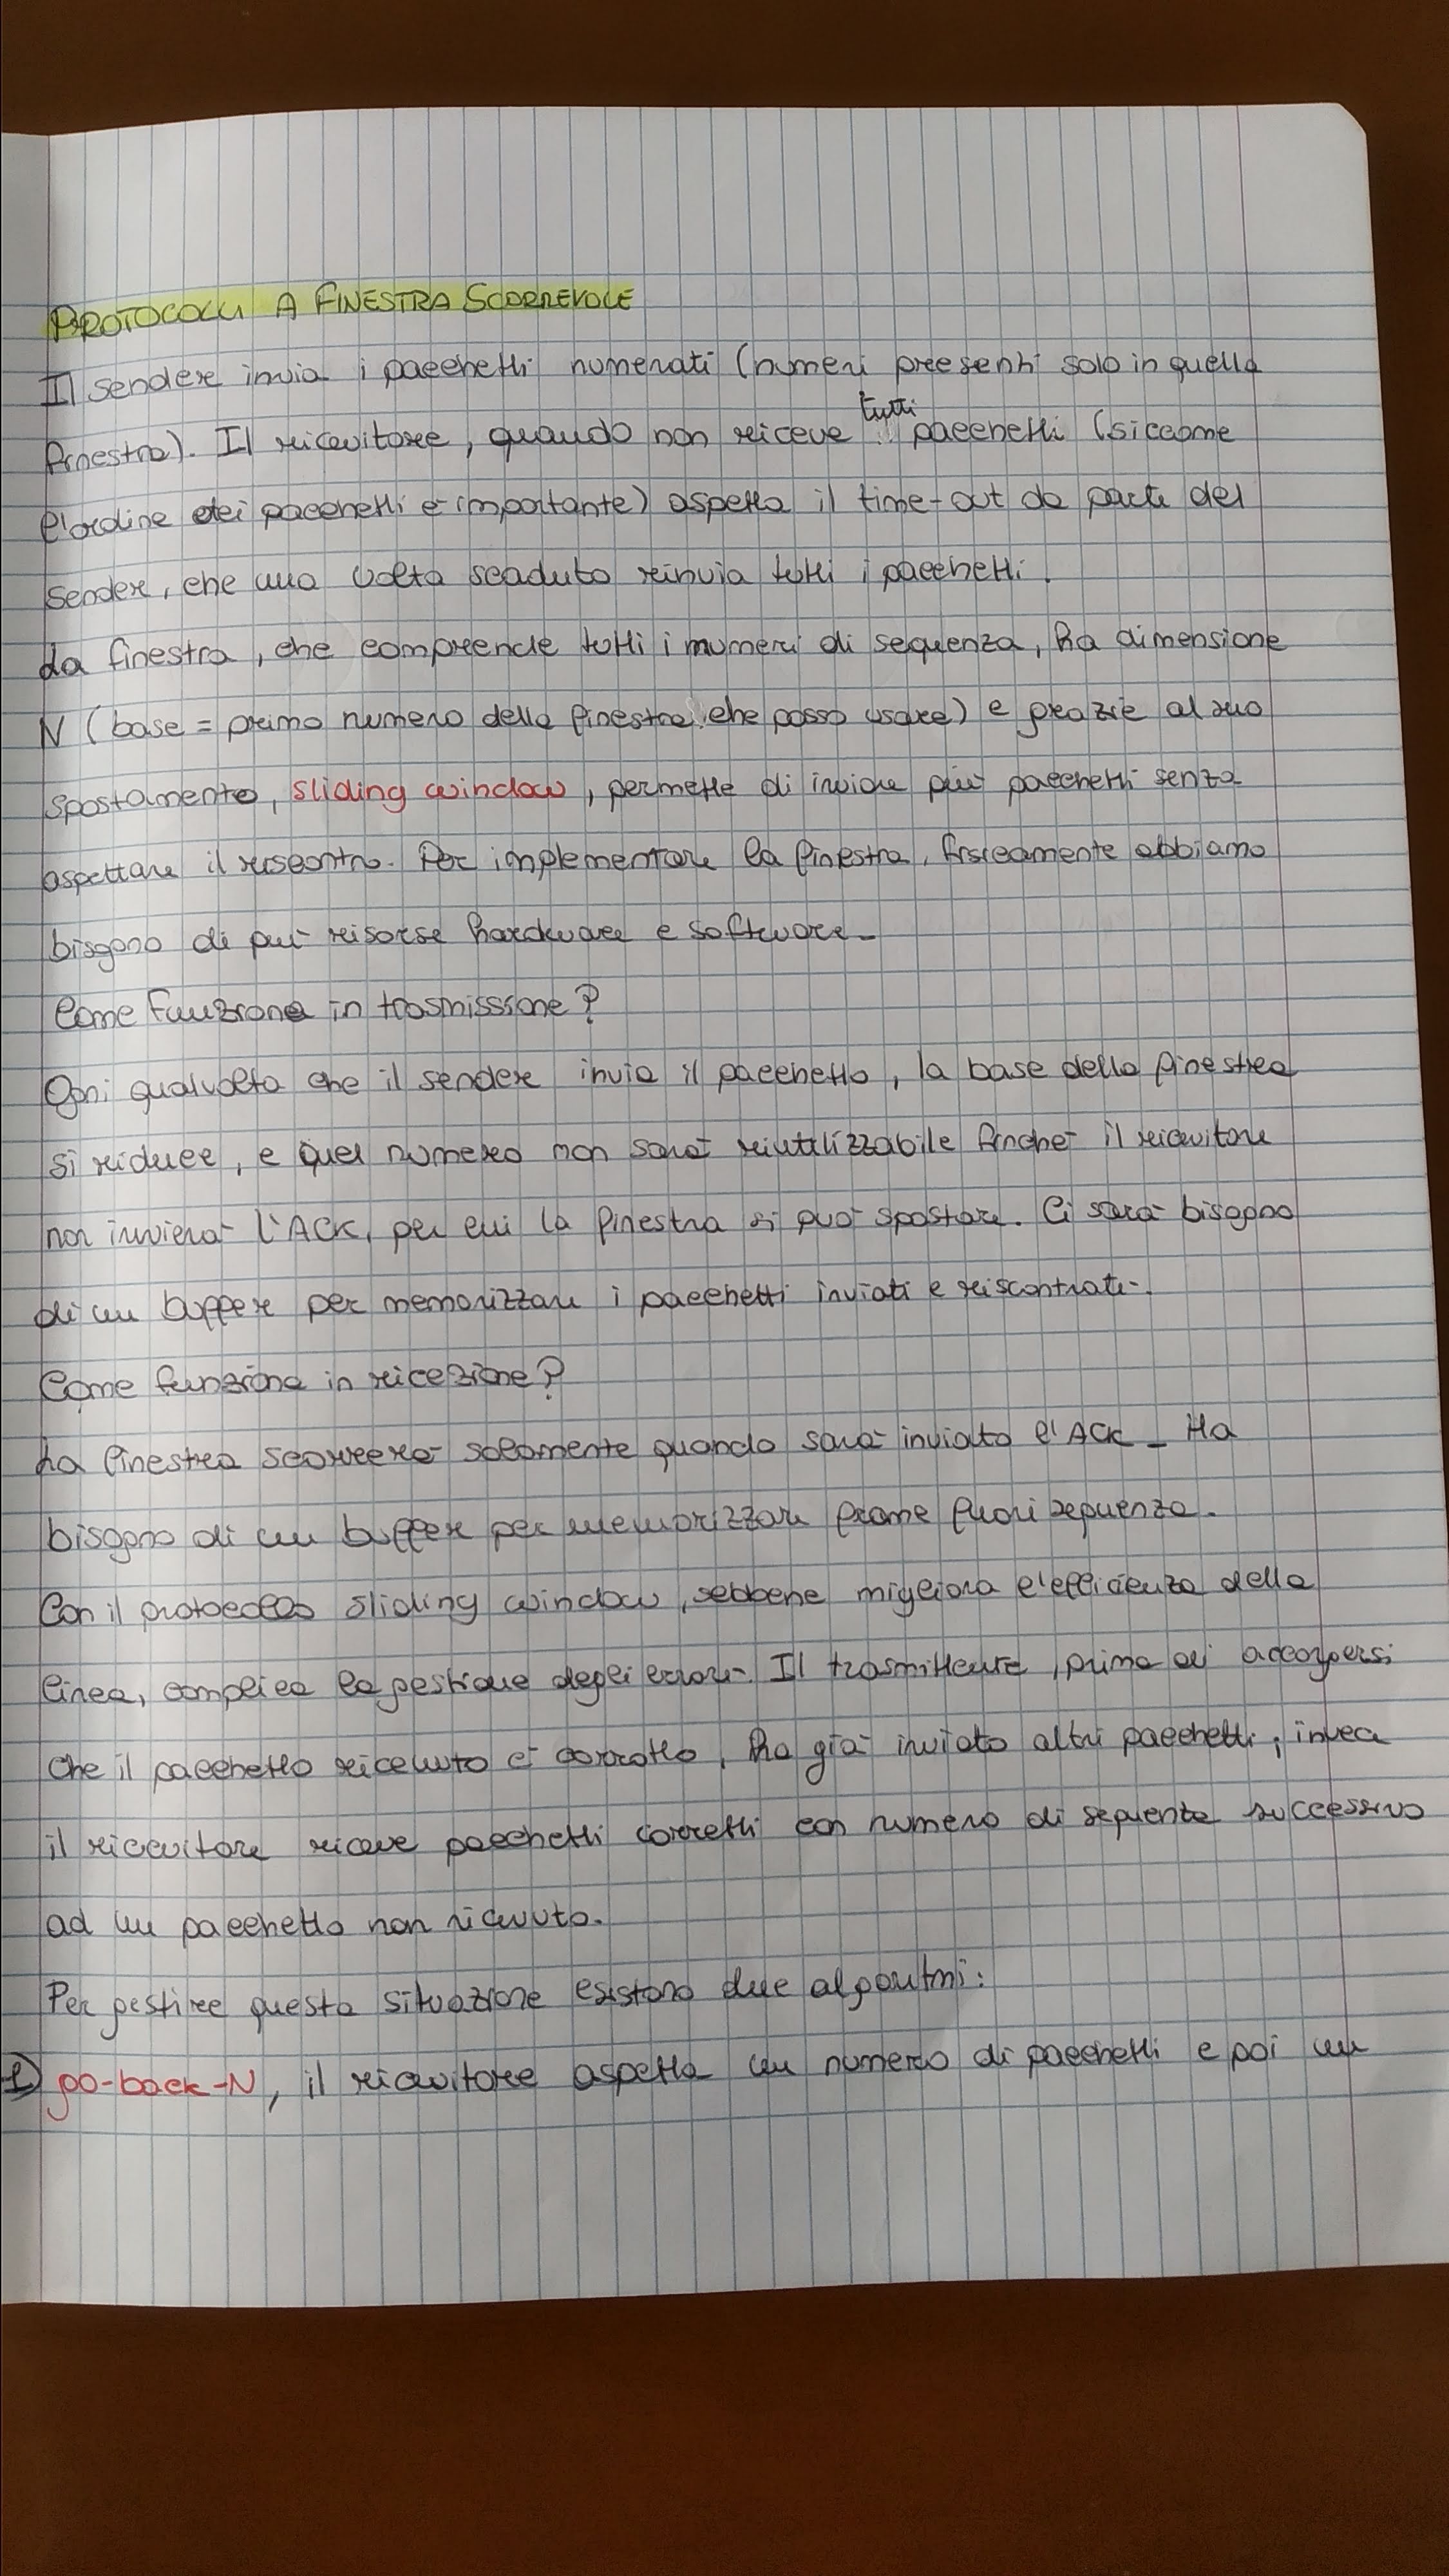 PROTOCOLLI A FINESTRA SCORREVOLE
Il sender invia i pacchetti numerati (numeri presenti solo in quella
finestra). Il ricevitore, quando non riceve tutti i pacchetti (siccome
l'ordine dei pacchetti è importante) aspetta il time-out da parte del
sender, che una volta scaduto reinvia tutti i pacchetti.
La finestra, che comprende tutti i numeri di sequenza, ha dimensione
N (base = primo numero della finestra che posso usare) e grazie al suo
spostamento, sliding window, permette di inviare più pacchetti senza
aspettare il riscontro. Per implementare la finestra, fisicamente abbiamo
bisogno di più risorse hardware e software.
Come funziona in trasmissione?
Ogni qualvolta che il sender invia il pacchetto, la base della finestra
si riduce, e quel numero non sarà riutilizzabile finché il ricevitore
non invierà l'ACK, per cui la finestra si può spostare. Ci sarà bisogno
di un buffer per memorizzare i pacchetti inviati e riscontrati.
Come funziona in ricezione?
La finestra scorrerà solamente quando sarà inviato l'ACK. Ha
bisogno di un buffer per memorizzare frame fuori sequenza.
Con il protocollo sliding window, sebbene migliora l'efficienza della
linea, complica la gestione degli errori. Il trasmittente, prima di accorgersi
che il pacchetto ricevuto è corrotto, ha già inviato altri pacchetti; invece
il ricevitore riceve pacchetti corretti con numero di sequenza successivo
ad un pacchetto non ricevuto.
Per gestire questa situazione esistono due algoritmi:
1) go-back-N, il ricevitore aspetta un numero di pacchetti e poi un